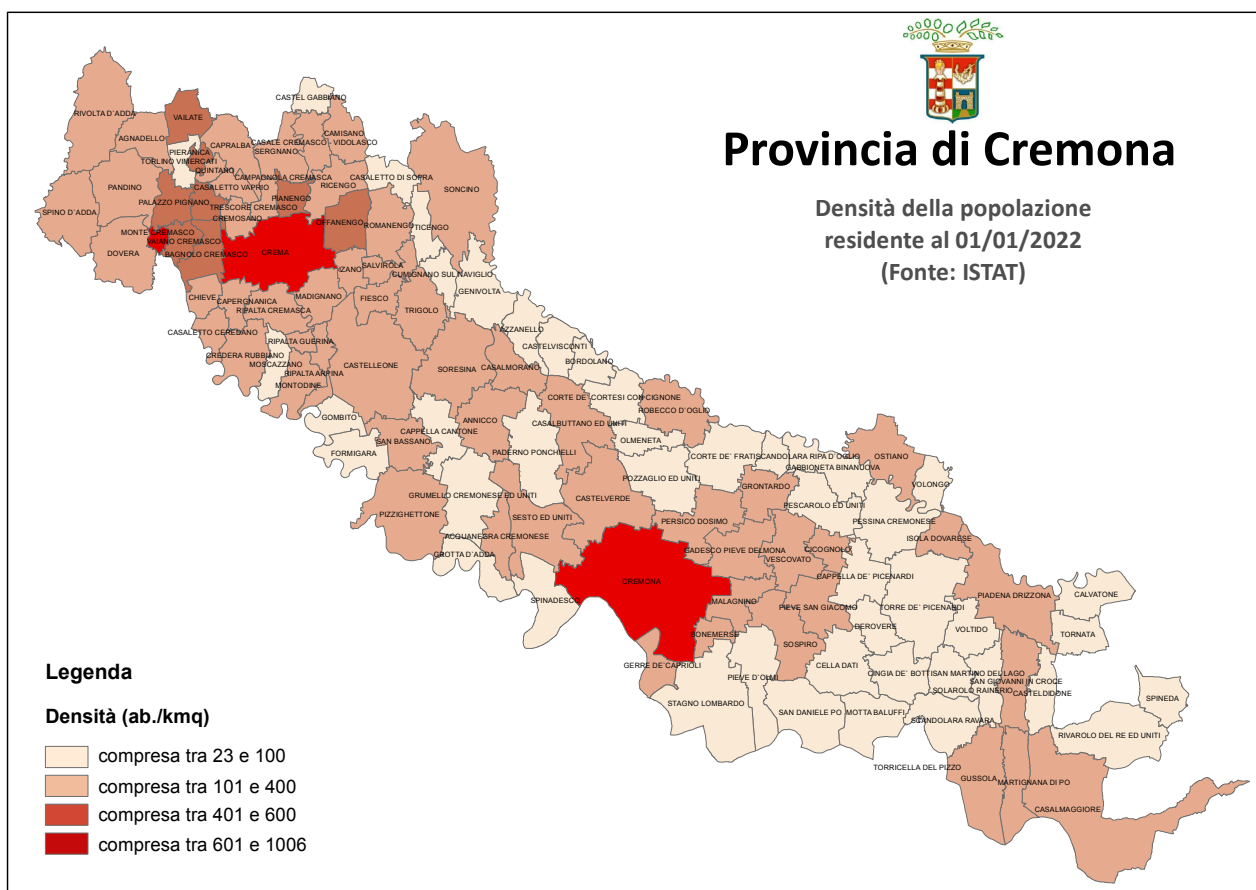 Provincia di Cremona
Densità della popolazione
residente al 01/01/2022
(Fonte: ISTAT)
CASTEL GABBIANO
RIVOLTA D`ADDA
VAILATE
AGNADELLO
CAPRALBA
CASALE CREMASCO - VIDOLASCO
CAMISANO
SERGNANO
PIERANICA
TORLINO VIMERCATI
QUINTANO
CAMPAGNOLA CREMASCA
CASALETTO DI SOPRA
RICENGO
PANDINO
CASALETTO VAPRIO
SONCINO
PALAZZO PIGNANO
TRESCORE CREMASCO
PIANENGO
SPINO D`ADDA
CREMOSANO
OFFANENGO
ROMANENGO
TICENGO
MONTE CREMASCO
VAIANO CREMASCO
DOVERA
BAGNOLO CREMASCO
CREMA
IZANO
SALVIROLA
CUMIGNANO SUL NAVIGLIO
GENIVOLTA
CHIEVE
CAPERGNANICA
MADIGNANO
FIESCO
RIPALTA CREMASCA
TRIGOLO
CASALETTO CEREDANO
AZZANELLO
RIPALTA GUERINA
CASTELVISCONTI
CREDERA RUBBIANO
MOSCAZZANO
CASTELLEONE
BORDOLANO
RIPALTA ARPINA
SORESINA
CASALMORANO
MONTODINE
CORTE DE` CORTESI CON CIGNONE
ROBECCO D`OGLIO
GOMBITO
ANNICCO
CASALBUTTANO ED UNITI
CAPPELLA CANTONE
SAN BASSANO
OLMENETA
FORMIGARA
PADERNO PONCHIELLI
CORTE DE` FRATI
SCANDOLARA RIPA D`OGLIO
OSTIANO
GABBIONETA BINANUOVA
POZZAGLIO ED UNITI
GRONTARDO
VOLONGO
GRUMELLO CREMONESE ED UNITI
CASTELVERDE
PESCAROLO ED UNITI
PIZZIGHETTONE
SESTO ED UNITI
PERSICO DOSIMO
PESSINA CREMONESE
ACQUANEGRA CREMONESE
ISOLA DOVARESE
GROTTA D`ADDA
GADESCO PIEVE DELMONA
CICOGNOLO
VESCOVATO
CREMONA
CAPPELLA DE` PICENARDI
SPINADESCO
MALAGNINO
PIEVE SAN GIACOMO
TORRE DE` PICENARDI
PIADENA DRIZZONA
CALVATONE
DEROVERE
VOLTIDO
TORNATA
BONEMERSE
SOSPIRO
GERRE DE`CAPRIOLI
PIEVE D`OLMI
CELLA DATI
CINGIA DE` BOTTI
SAN MARTINO DEL LAGO
SAN GIOVANNI IN CROCE
SOLAROLO RAINERIO
CASTELDIDONE
SPINEDA
STAGNO LOMBARDO
SAN DANIELE PO
MOTTA BALUFFI
SCANDOLARA RAVARA
RIVAROLO DEL RE ED UNITI
TORRICELLA DEL PIZZO
GUSSOLA
MARTIGNANA DI PO
CASALMAGGIORE
Legenda
Densità (ab./kmq)
compresa tra 23 e 100
compresa tra 101 e 400
compresa tra 401 e 600
compresa tra 601 e 1006